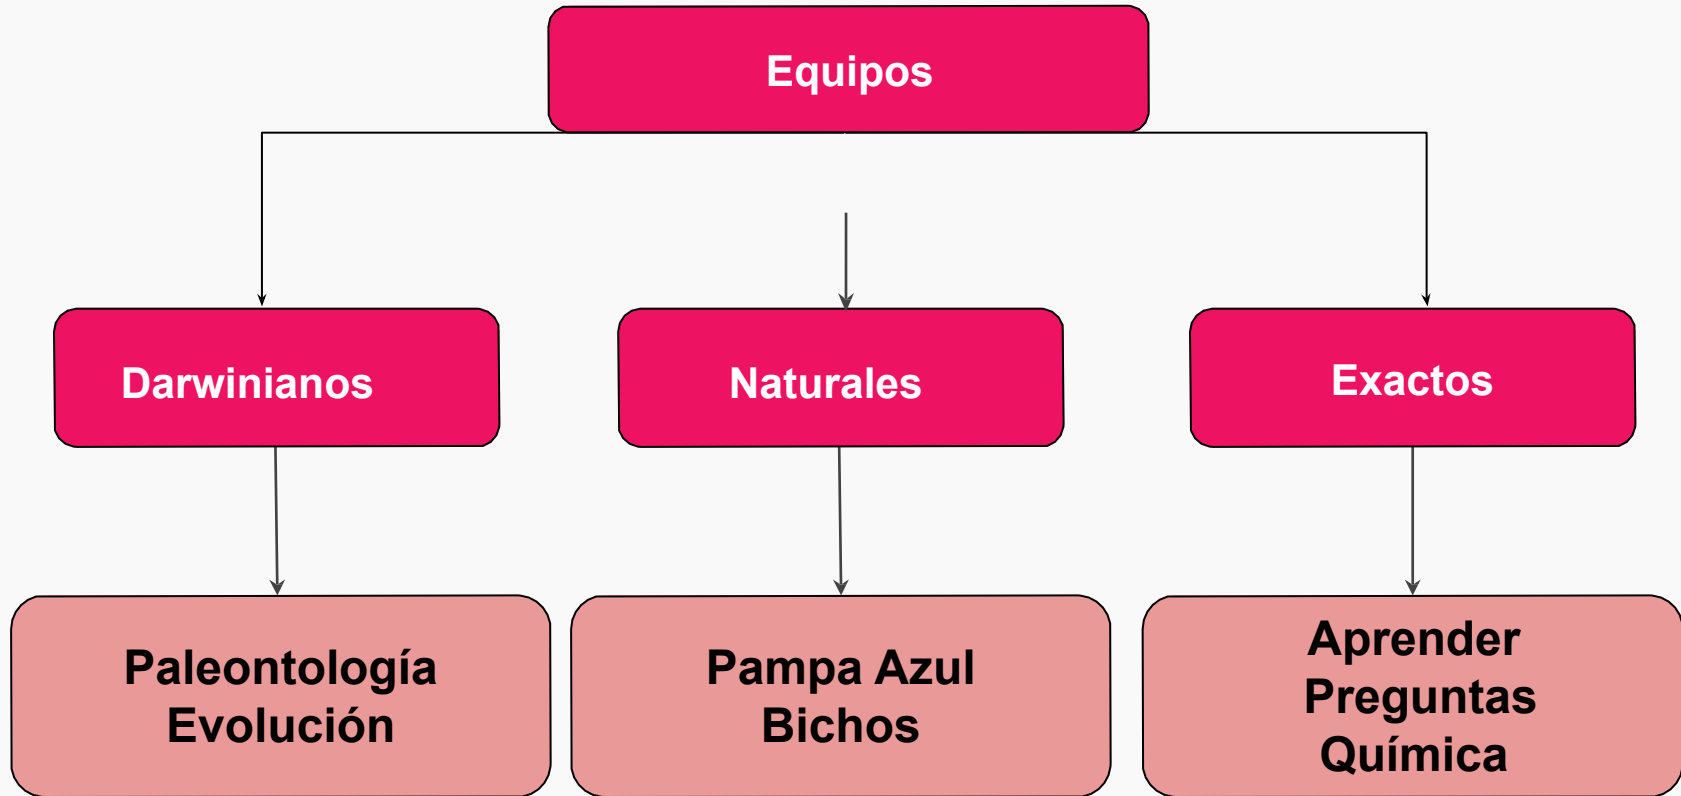 Equipos
Darwinianos
Naturales
Exactos
Paleontología
Evolución
Pampa Azul
Bichos
Aprender
Preguntas
Química